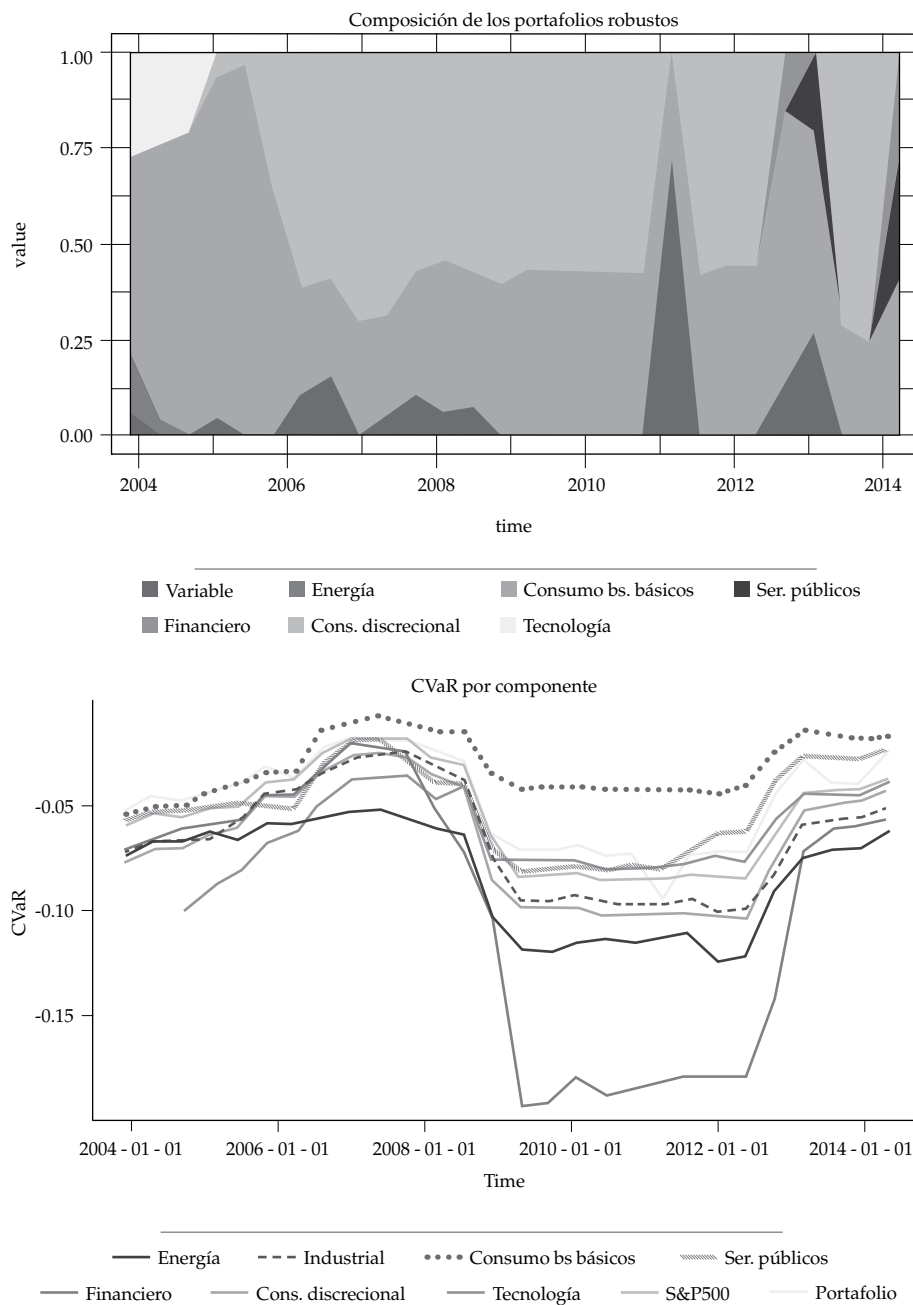 Composición de los portafolios robustos
1.00
0.75
0.50
0.25
0.00
value
2004 2006 2008 2010 2012 2014
time
Variable Energía Consumo bs. básicos Ser. públicos
Financiero Cons. discrecional Tecnología
CVaR por componente
-0.05
-0.10
-0.15
CVaR
2004 - 01 - 01 2006 - 01 - 01 2008 - 01 - 01 2010 - 01 - 01 2012 - 01 - 01 2014 - 01 - 01
Time
Energía Industrial Consumo bs básicos Ser. públicos
Financiero Cons. discrecional Tecnología S&P500 Portafolio